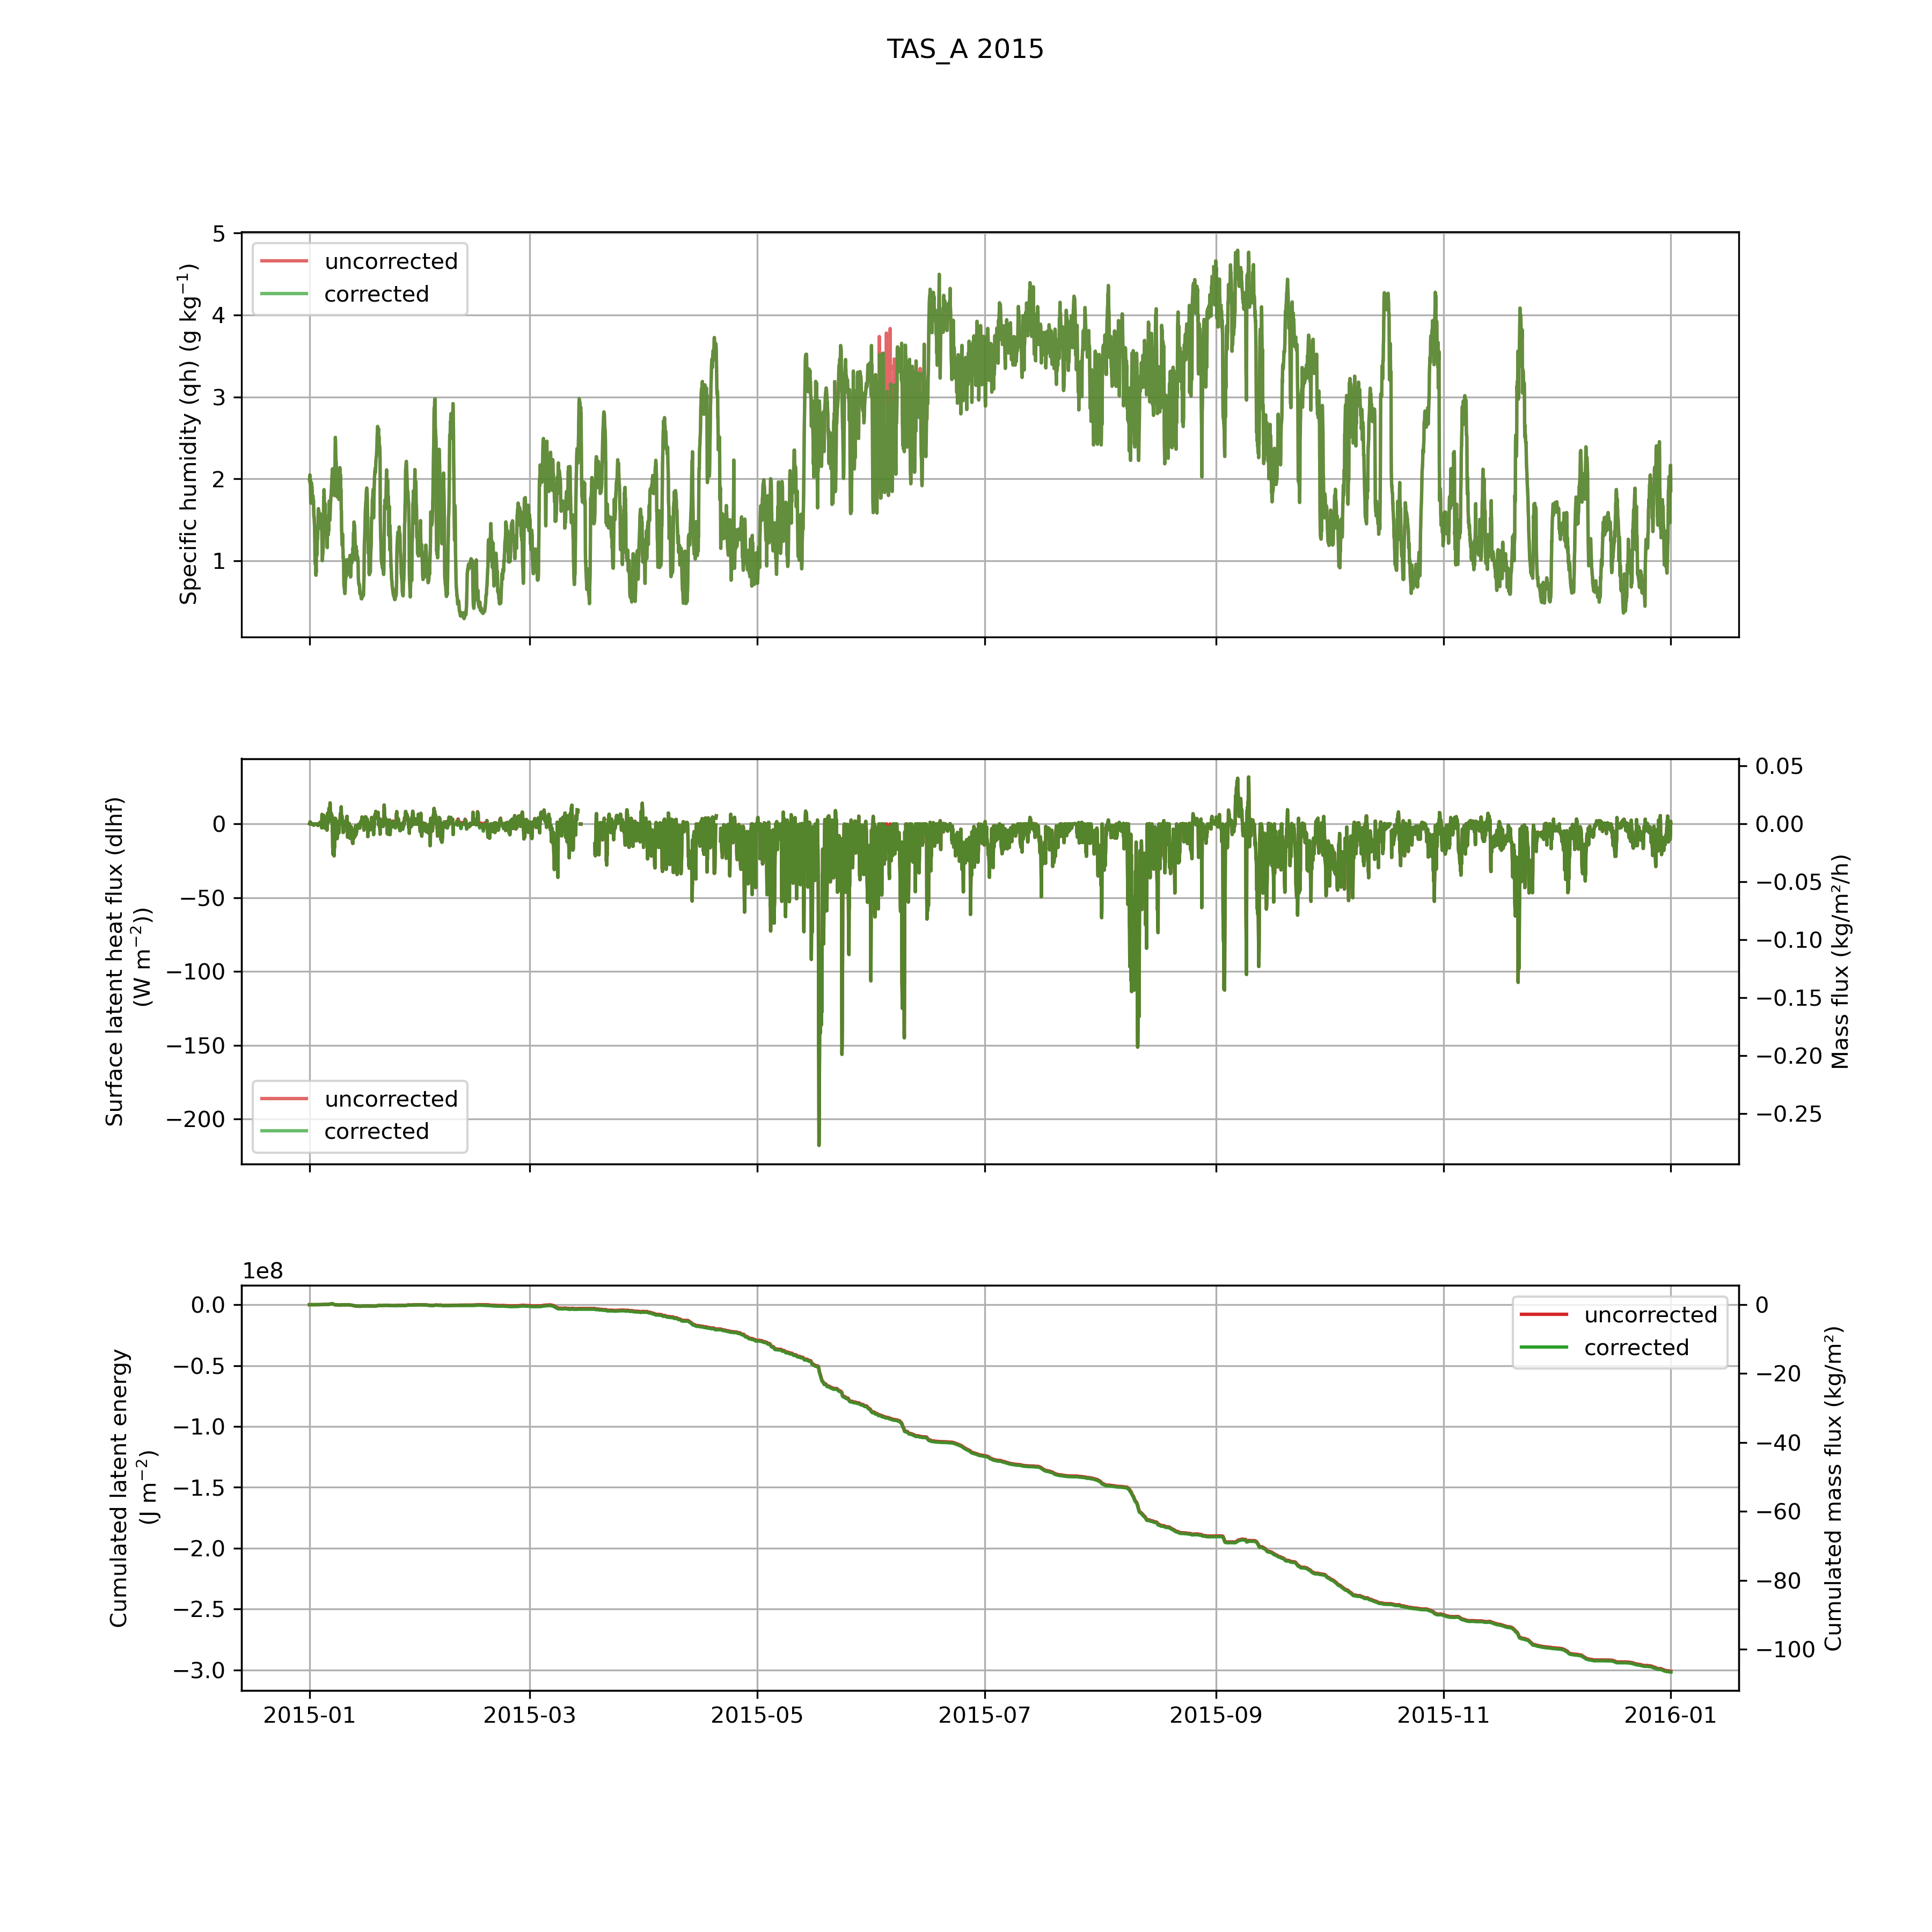 TAS_A 2015
Specific humidity (qh) (g kg⁻¹)
5
4
3
2
1
uncorrected
corrected
Surface latent heat flux (dlhf)
(W m⁻²))
0
−50
−100
−150
−200
uncorrected
corrected
0.05
0.00
−0.05
−0.10
−0.15
−0.20
−0.25
Mass flux (kg/m²/h)
1e8
Cumulated latent energy
(J m⁻²)
0.0
−0.5
−1.0
−1.5
−2.0
−2.5
−3.0
uncorrected
corrected
0
−20
−40
−60
−80
−100
Cumulated mass flux (kg/m²)
2015-01 2015-03 2015-05 2015-07 2015-09 2015-11 2016-01